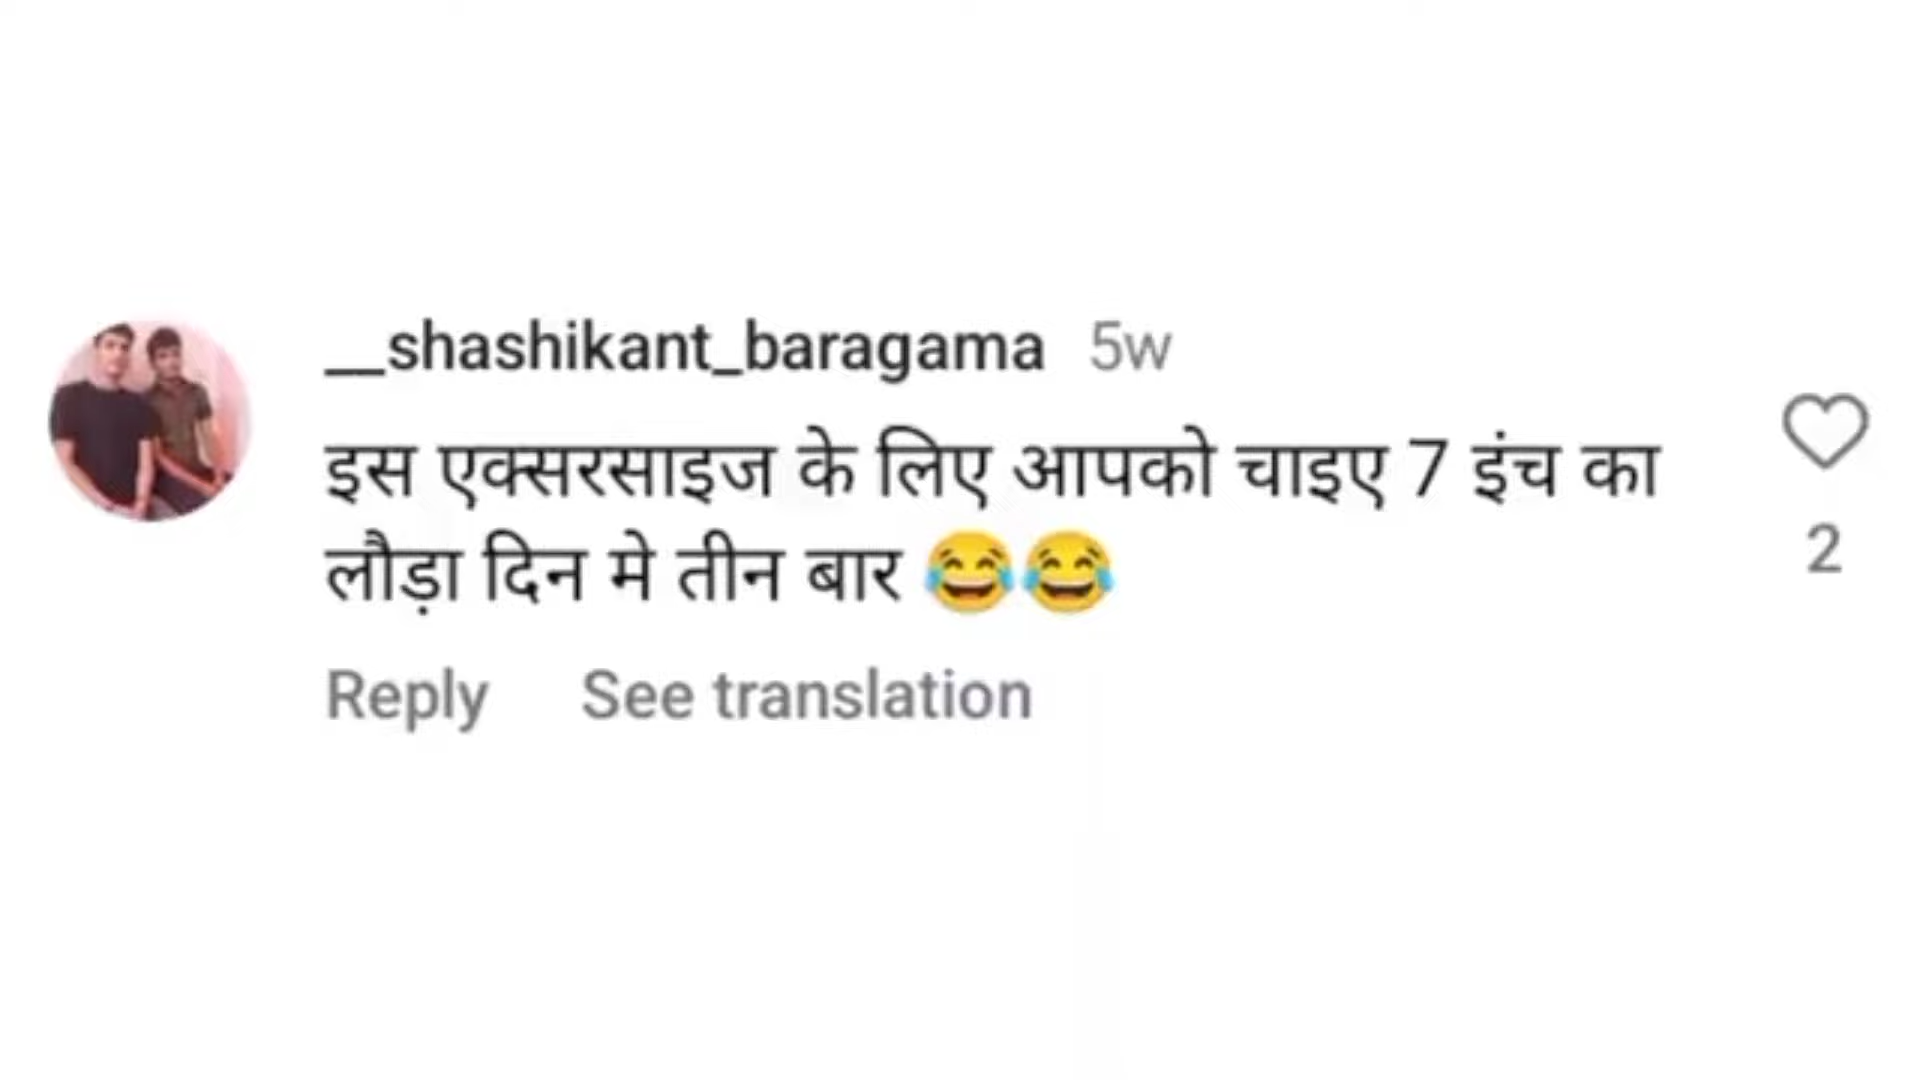 __shashikant_baragama 5w
इस एक्सरसाइज के लिए आपको चाइए 7 इंच का
लौड़ा दिन मे तीन बार 😂😂
2
Reply See translation